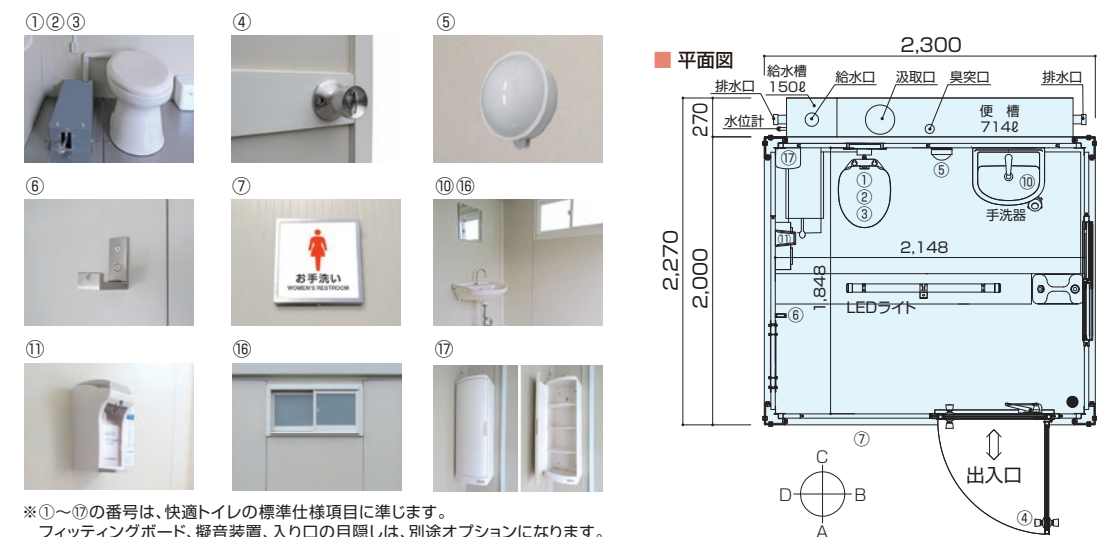 ①②③
④
⑤
⑥
⑦
お手洗い
WOMEN'S RESTROOM
⑩⑯
⑪
⑯
⑰
※①～⑰の番号は、快適トイレの標準仕様項目に準じます。
フィッティングボード、擬音装置、入り口の目隠しは、別途オプションになります。
■ 平面図
2,300
排水口
給水槽
150ℓ
給水口
汲取口
臭突口
排水口
水位計
便 槽
714ℓ
270
2,270
2,000
⑰
①
②
③
⑤
⑩
手洗器
⑪
2,148
1,848
LEDライト
⑥
⑦
出入口
④
C
D
B
A